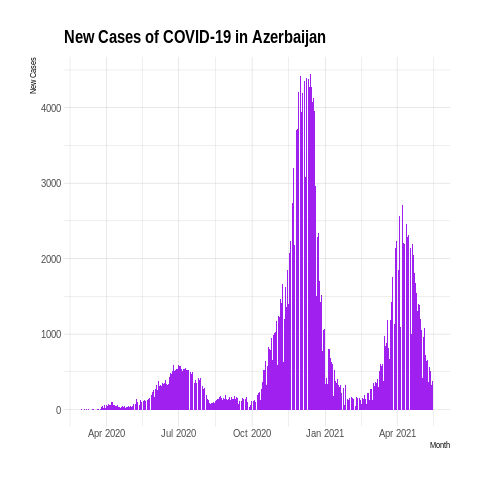 New Cases of COVID-19 in Azerbaijan
New Cases
4000
3000
2000
1000
0
Apr 2020 Jul 2020 Oct 2020 Jan 2021 Apr 2021
Month